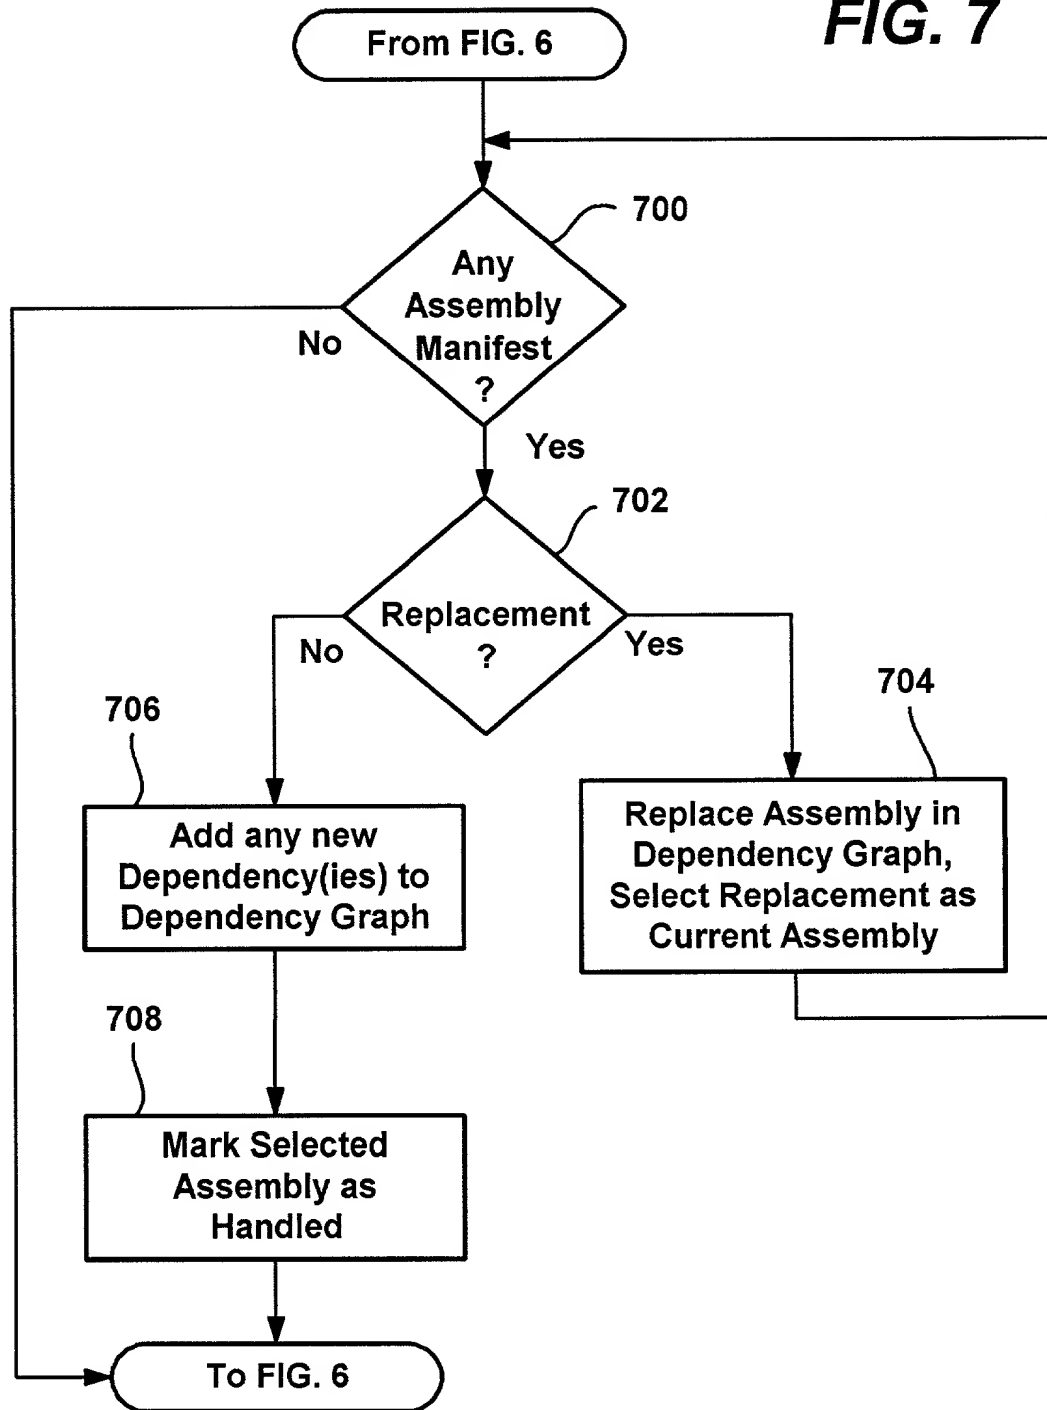 FIG. 7
From FIG. 6
700
Any
Assembly
Manifest
?
No
Yes
702
Replacement
?
No
Yes
704
706
Replace Assembly in
Dependency Graph,
Select Replacement as
Current Assembly
Add any new
Dependency(ies) to
Dependency Graph
708
Mark Selected
Assembly as
Handled
To FIG. 6